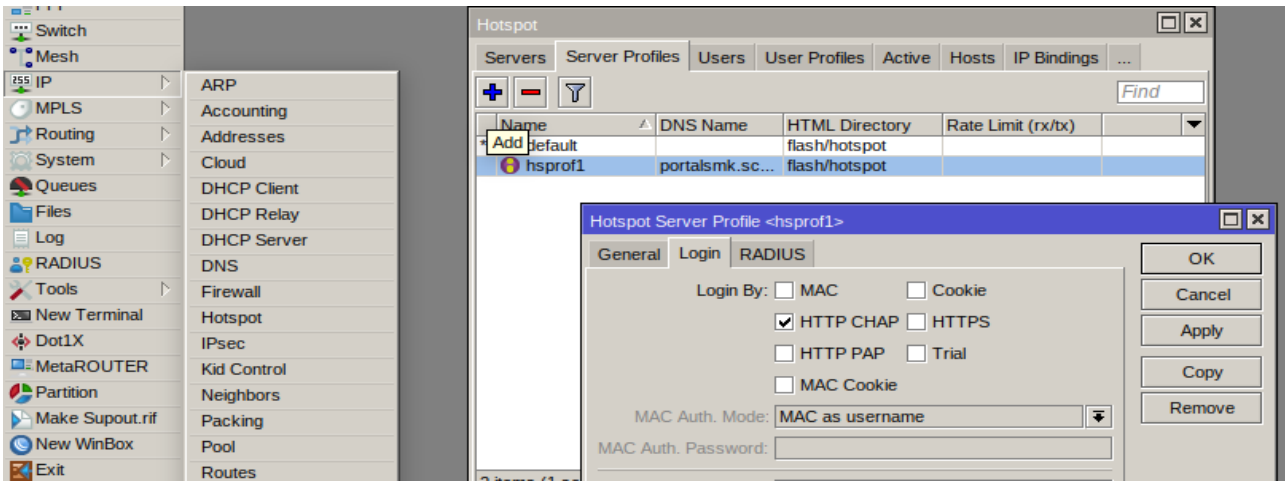 Switch
Mesh
255 IP
MPLS
Routing
System
Queues
Files
Log
RADIUS
Tools
New Terminal
Dot1X
MetaROUTER
Partition
Make Supout.rif
New WinBox
Exit
ARP
Accounting
Addresses
Cloud
DHCP Client
DHCP Relay
DHCP Server
DNS
Firewall
Hotspot
IPsec
Kid Control
Neighbors
Packing
Pool
Routes
Hotspot
Servers Server Profiles Users User Profiles Active Hosts IP Bindings ...
Find
Name DNS Name HTML Directory Rate Limit (rx/tx)
Add
* default flash/hotspot
hsprof1 portalsmk.sc... flash/hotspot
Hotspot Server Profile <hsprof1>
General Login RADIUS
Login By: MAC Cookie
HTTP CHAP HTTPS
HTTP PAP Trial
MAC Cookie
MAC Auth. Mode: MAC as username
MAC Auth. Password:
OK
Cancel
Apply
Copy
Remove